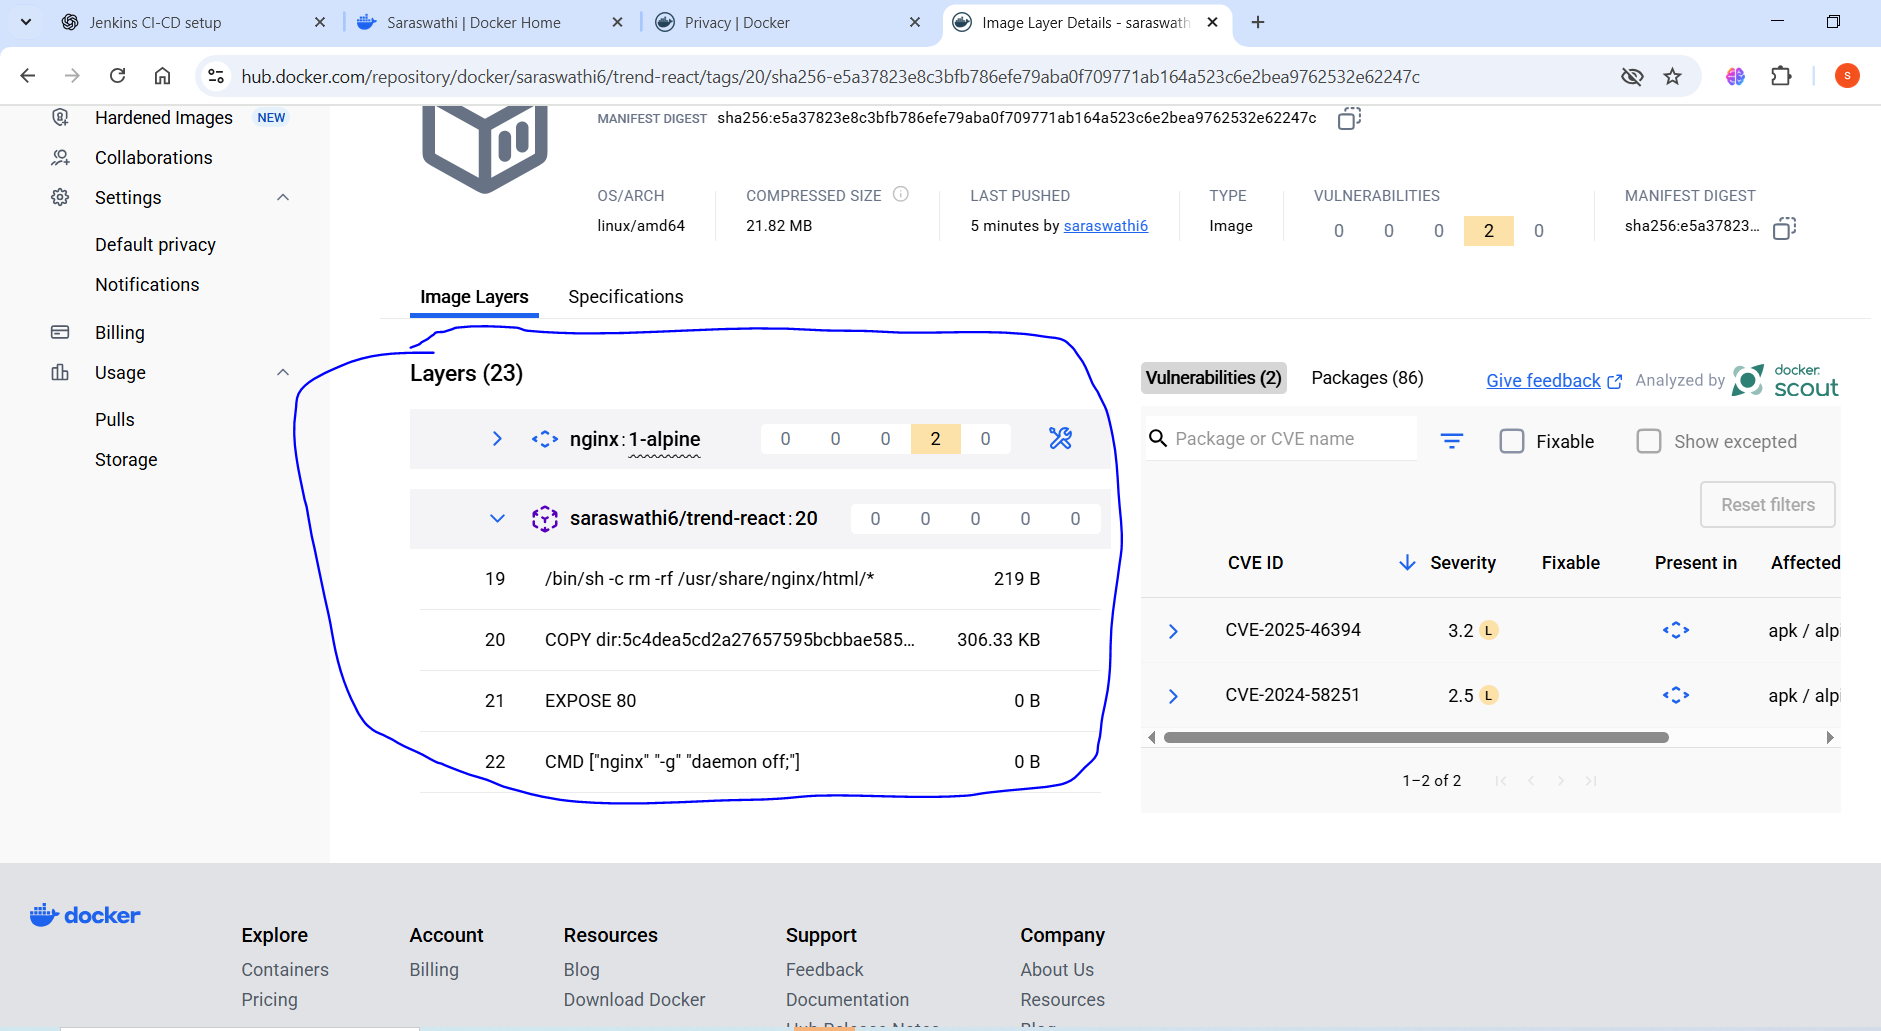 Jenkins CI-CD setup
Saraswathi | Docker Home
Privacy | Docker
Image Layer Details - saraswath
hub.docker.com/repository/docker/saraswathi6/trend-react/tags/20/sha256-e5a37823e8c3bfb786efe79aba0f709771ab164a523c6e2bea9762532e62247c
S
Hardened Images NEW
Collaborations
Settings
Default privacy
Notifications
Billing
Usage
Pulls
Storage
MANIFEST DIGEST sha256:e5a37823e8c3bfb786efe79aba0f709771ab164a523c6e2bea9762532e62247c
OS/ARCH
linux/amd64
COMPRESSED SIZE
21.82 MB
LAST PUSHED
5 minutes by saraswathi6
TYPE
Image
VULNERABILITIES
0 0 0 2 0
MANIFEST DIGEST
sha256:e5a37823...
Image Layers Specifications
Layers (23)
nginx:1-alpine 0 0 0 2 0
saraswathi6/trend-react:20 0 0 0 0 0
19 /bin/sh -c rm -rf /usr/share/nginx/html/* 219 B
20 COPY dir:5c4dea5cd2a27657595bcbbae585... 306.33 KB
21 EXPOSE 80 0 B
22 CMD ["nginx" "-g" "daemon off;"] 0 B
Vulnerabilities (2) Packages (86) Give feedback Analyzed by docker scout
Package or CVE name Fixable Show excepted
Reset filters
CVE ID Severity Fixable Present in Affected
CVE-2025-46394 3.2 L apk / alpi
CVE-2024-58251 2.5 L apk / alpi
1–2 of 2
docker
Explore
Containers
Pricing
Account
Billing
Resources
Blog
Download Docker
Support
Feedback
Documentation
Hub Release Notes
Company
About Us
Resources
Blog